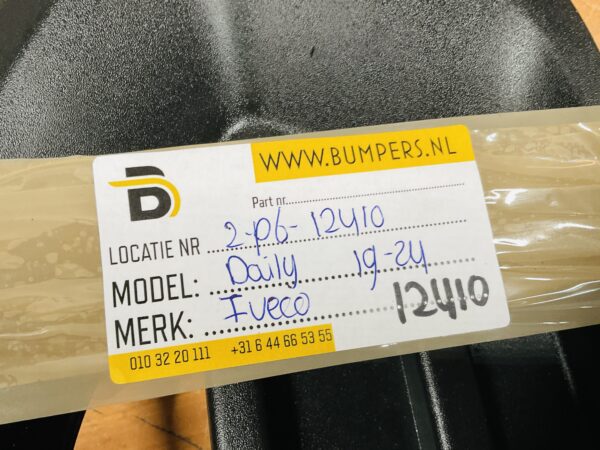 B
WWW.BUMPERS.NL
Part nr.
LOCATIE NR 2-p6-12410
MODEL: Daily 19-24
MERK: Iveco
12410
010 32 20 111 +31 6 44 66 53 55